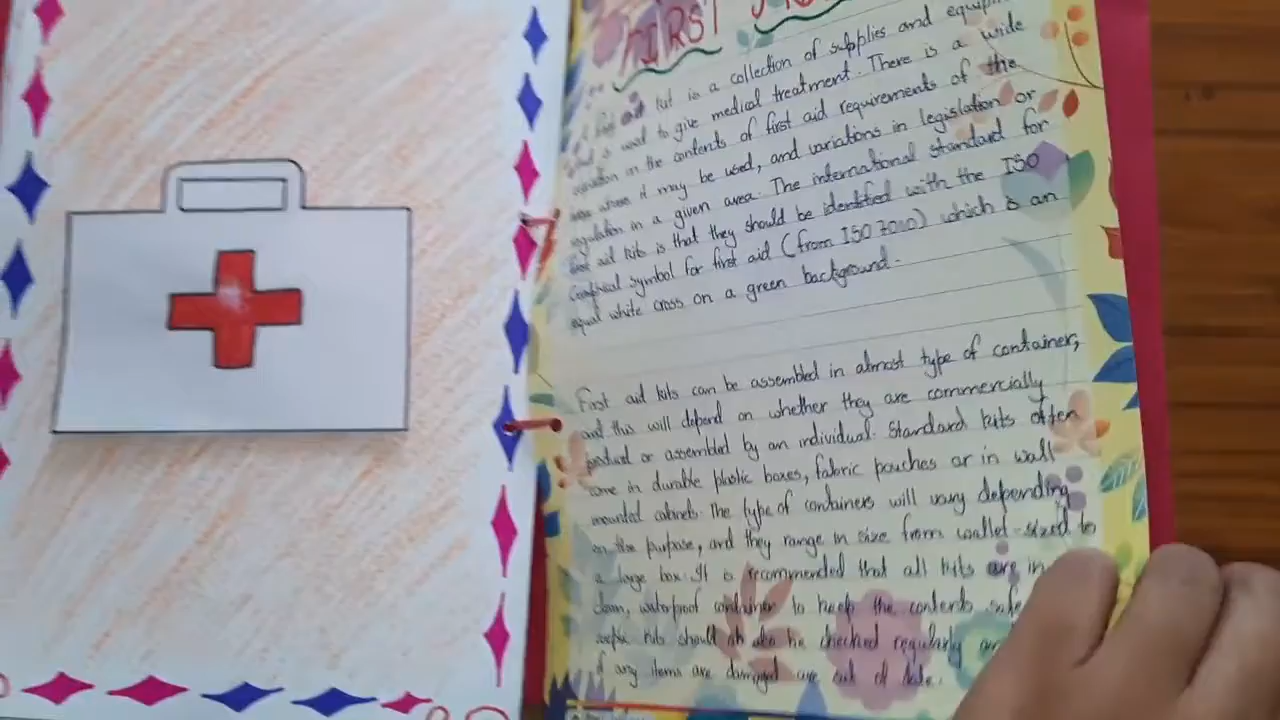 FIRST
aid kit is a collection of supplies and
used to give medical treatment. There is a wide
variation in the contents of first aid requirements of the
area where it may be used, and variations in legislation or
regulation in a given area. The international standard for
first aid kits is that they should be identified with the ISO
symbol for first aid (from ISO 7010) which is an
equal white cross on a green background.
First aid kits can be assembled in almost type of container,
and this will depend on whether they are commercially
or assembled by an individual. Standard kits often
come in durable plastic boxes, fabric pouches or in wall
mounted cabinets. The type of containers will vary depending
on the purpose, and they range in size from wallet-sized to
a large box. It is recommended that all kits are in
clean, waterproof container to keep the contents safe
kits should also be checked regularly
if any items are damaged are out of date.